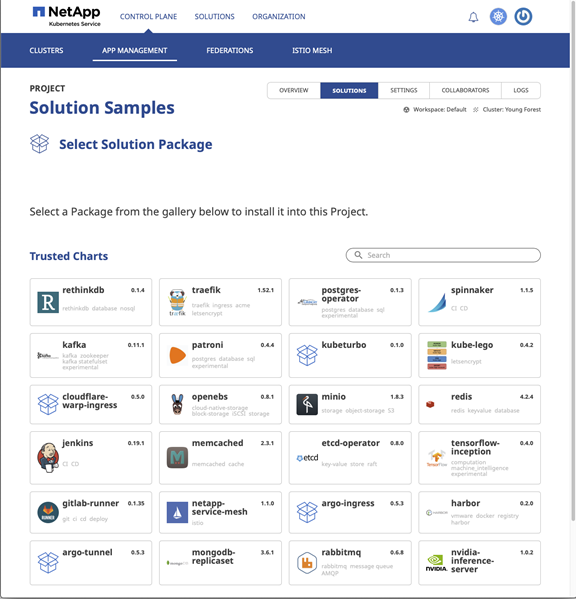 NetApp
Kubernetes Service
CONTROL PLANE SOLUTIONS ORGANIZATION
CLUSTERS APP MANAGEMENT FEDERATIONS ISTIO MESH
PROJECT
Solution Samples
OVERVIEW SOLUTIONS SETTINGS COLLABORATORS LOGS
Workspace: Default Cluster: Young Forest
Select Solution Package
Select a Package from the gallery below to install it into this Project.
Trusted Charts
Search
rethinkdb 0.1.4
rethinkdb database nosql
traefik 1.52.1
traefik ingress acme
letsencrypt
postgres-
operator 0.1.3
postgres database sql
experimental
spinnaker 1.1.5
CI CD
kafka 0.11.1
kafka zookeeper
kafka statefulset
experimental
patroni 0.4.4
postgres database sql
experimental
kubeturbo 0.1.0
kube-lego 0.4.2
letsencrypt
cloudflare-
warp-ingress 0.5.0
openebs 0.8.1
cloud-native-storage
block-storage iSCSI storage
minio 1.8.3
storage object-storage S3
redis 4.2.4
redis keyvalue database
jenkins 0.19.1
CI CD
memcached 2.3.1
memcached cache
etcd
etcd-operator 0.8.0
key-value store raft
TensorFlow
tensorflow-
inception 0.4.0
computation
machine_intelligence
experimental
gitlab-runner 0.1.35
git ci cd deploy
netapp-
service-mesh 1.1.0
istio
argo-ingress 0.5.3
harbor 0.2.0
vmware docker registry
harbor
argo-tunnel 0.5.3
mongodb-
replicaset 3.6.1
rabbitmq 0.6.8
rabbitmq message queue
AMQP
NVIDIA
nvidia-
inference-
server 1.0.2